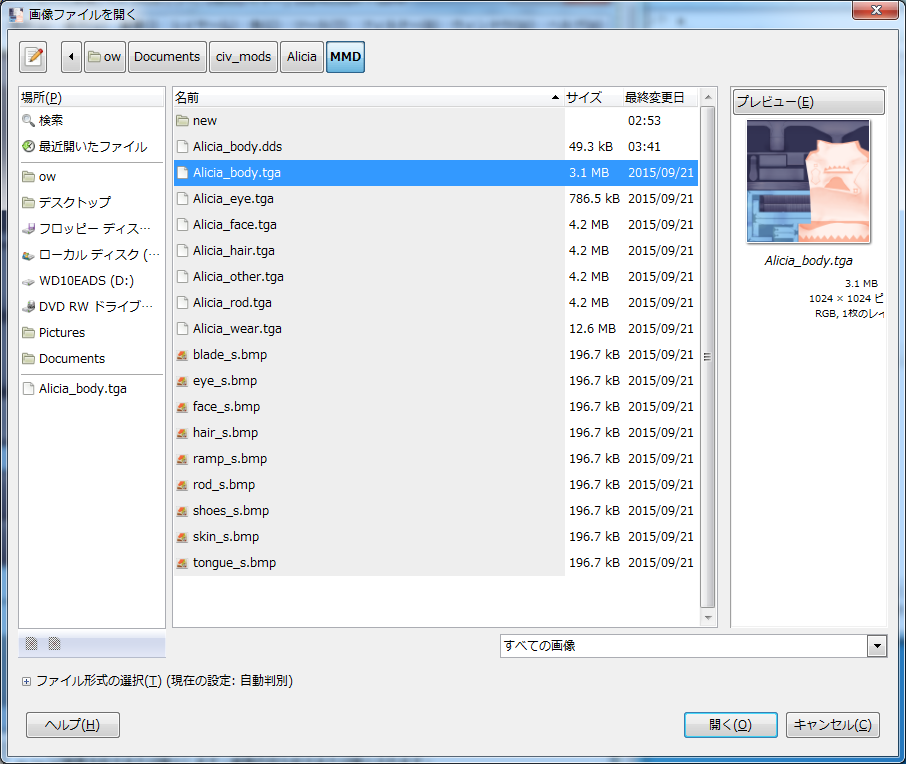 画像ファイルを開く
ow Documents civ_mods Alicia MMD
場所(P)
検索
最近開いたファイル
ow
デスクトップ
フロッピー ディス…
ローカル ディスク (…
WD10EADS (D:)
DVD RW ドライブ…
Pictures
Documents
Alicia_body.tga
名前 サイズ 最終変更日
new 02:53
Alicia_body.dds 49.3 kB 03:41
Alicia_body.tga 3.1 MB 2015/09/21
Alicia_eye.tga 786.5 kB 2015/09/21
Alicia_face.tga 4.2 MB 2015/09/21
Alicia_hair.tga 4.2 MB 2015/09/21
Alicia_other.tga 4.2 MB 2015/09/21
Alicia_rod.tga 4.2 MB 2015/09/21
Alicia_wear.tga 12.6 MB 2015/09/21
blade_s.bmp 196.7 kB 2015/09/21
eye_s.bmp 196.7 kB 2015/09/21
face_s.bmp 196.7 kB 2015/09/21
hair_s.bmp 196.7 kB 2015/09/21
ramp_s.bmp 196.7 kB 2015/09/21
rod_s.bmp 196.7 kB 2015/09/21
shoes_s.bmp 196.7 kB 2015/09/21
skin_s.bmp 196.7 kB 2015/09/21
tongue_s.bmp 196.7 kB 2015/09/21
プレビュー(E)
Alicia_body.tga
3.1 MB
1024 × 1024 ピ
RGB, 1枚のレイ
すべての画像
ファイル形式の選択(T) (現在の設定: 自動判別)
ヘルプ(H) 開く(O) キャンセル(C)